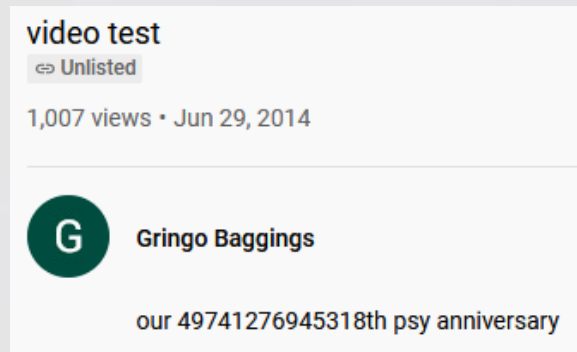 video test
Unlisted
1,007 views • Jun 29, 2014
G
Gringo Baggings
our 49741276945318th psy anniversary